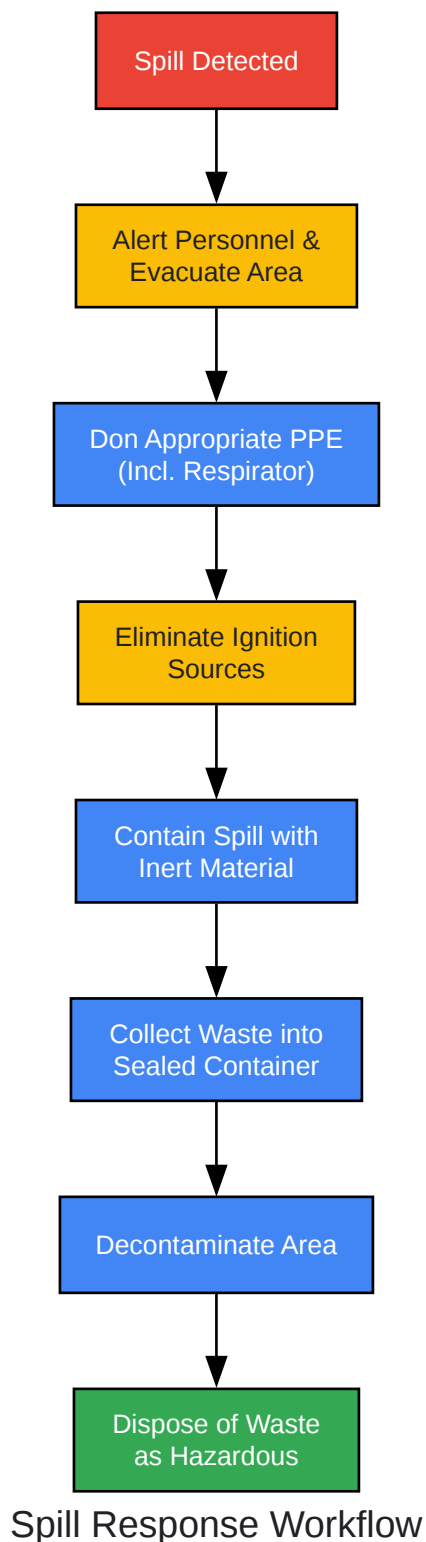 Spill Detected
Alert Personnel &
Evacuate Area
Don Appropriate PPE
(Incl. Respirator)
Eliminate Ignition
Sources
Contain Spill with
Inert Material
Collect Waste into
Sealed Container
Decontaminate Area
Dispose of Waste
as Hazardous
Spill Response Workflow